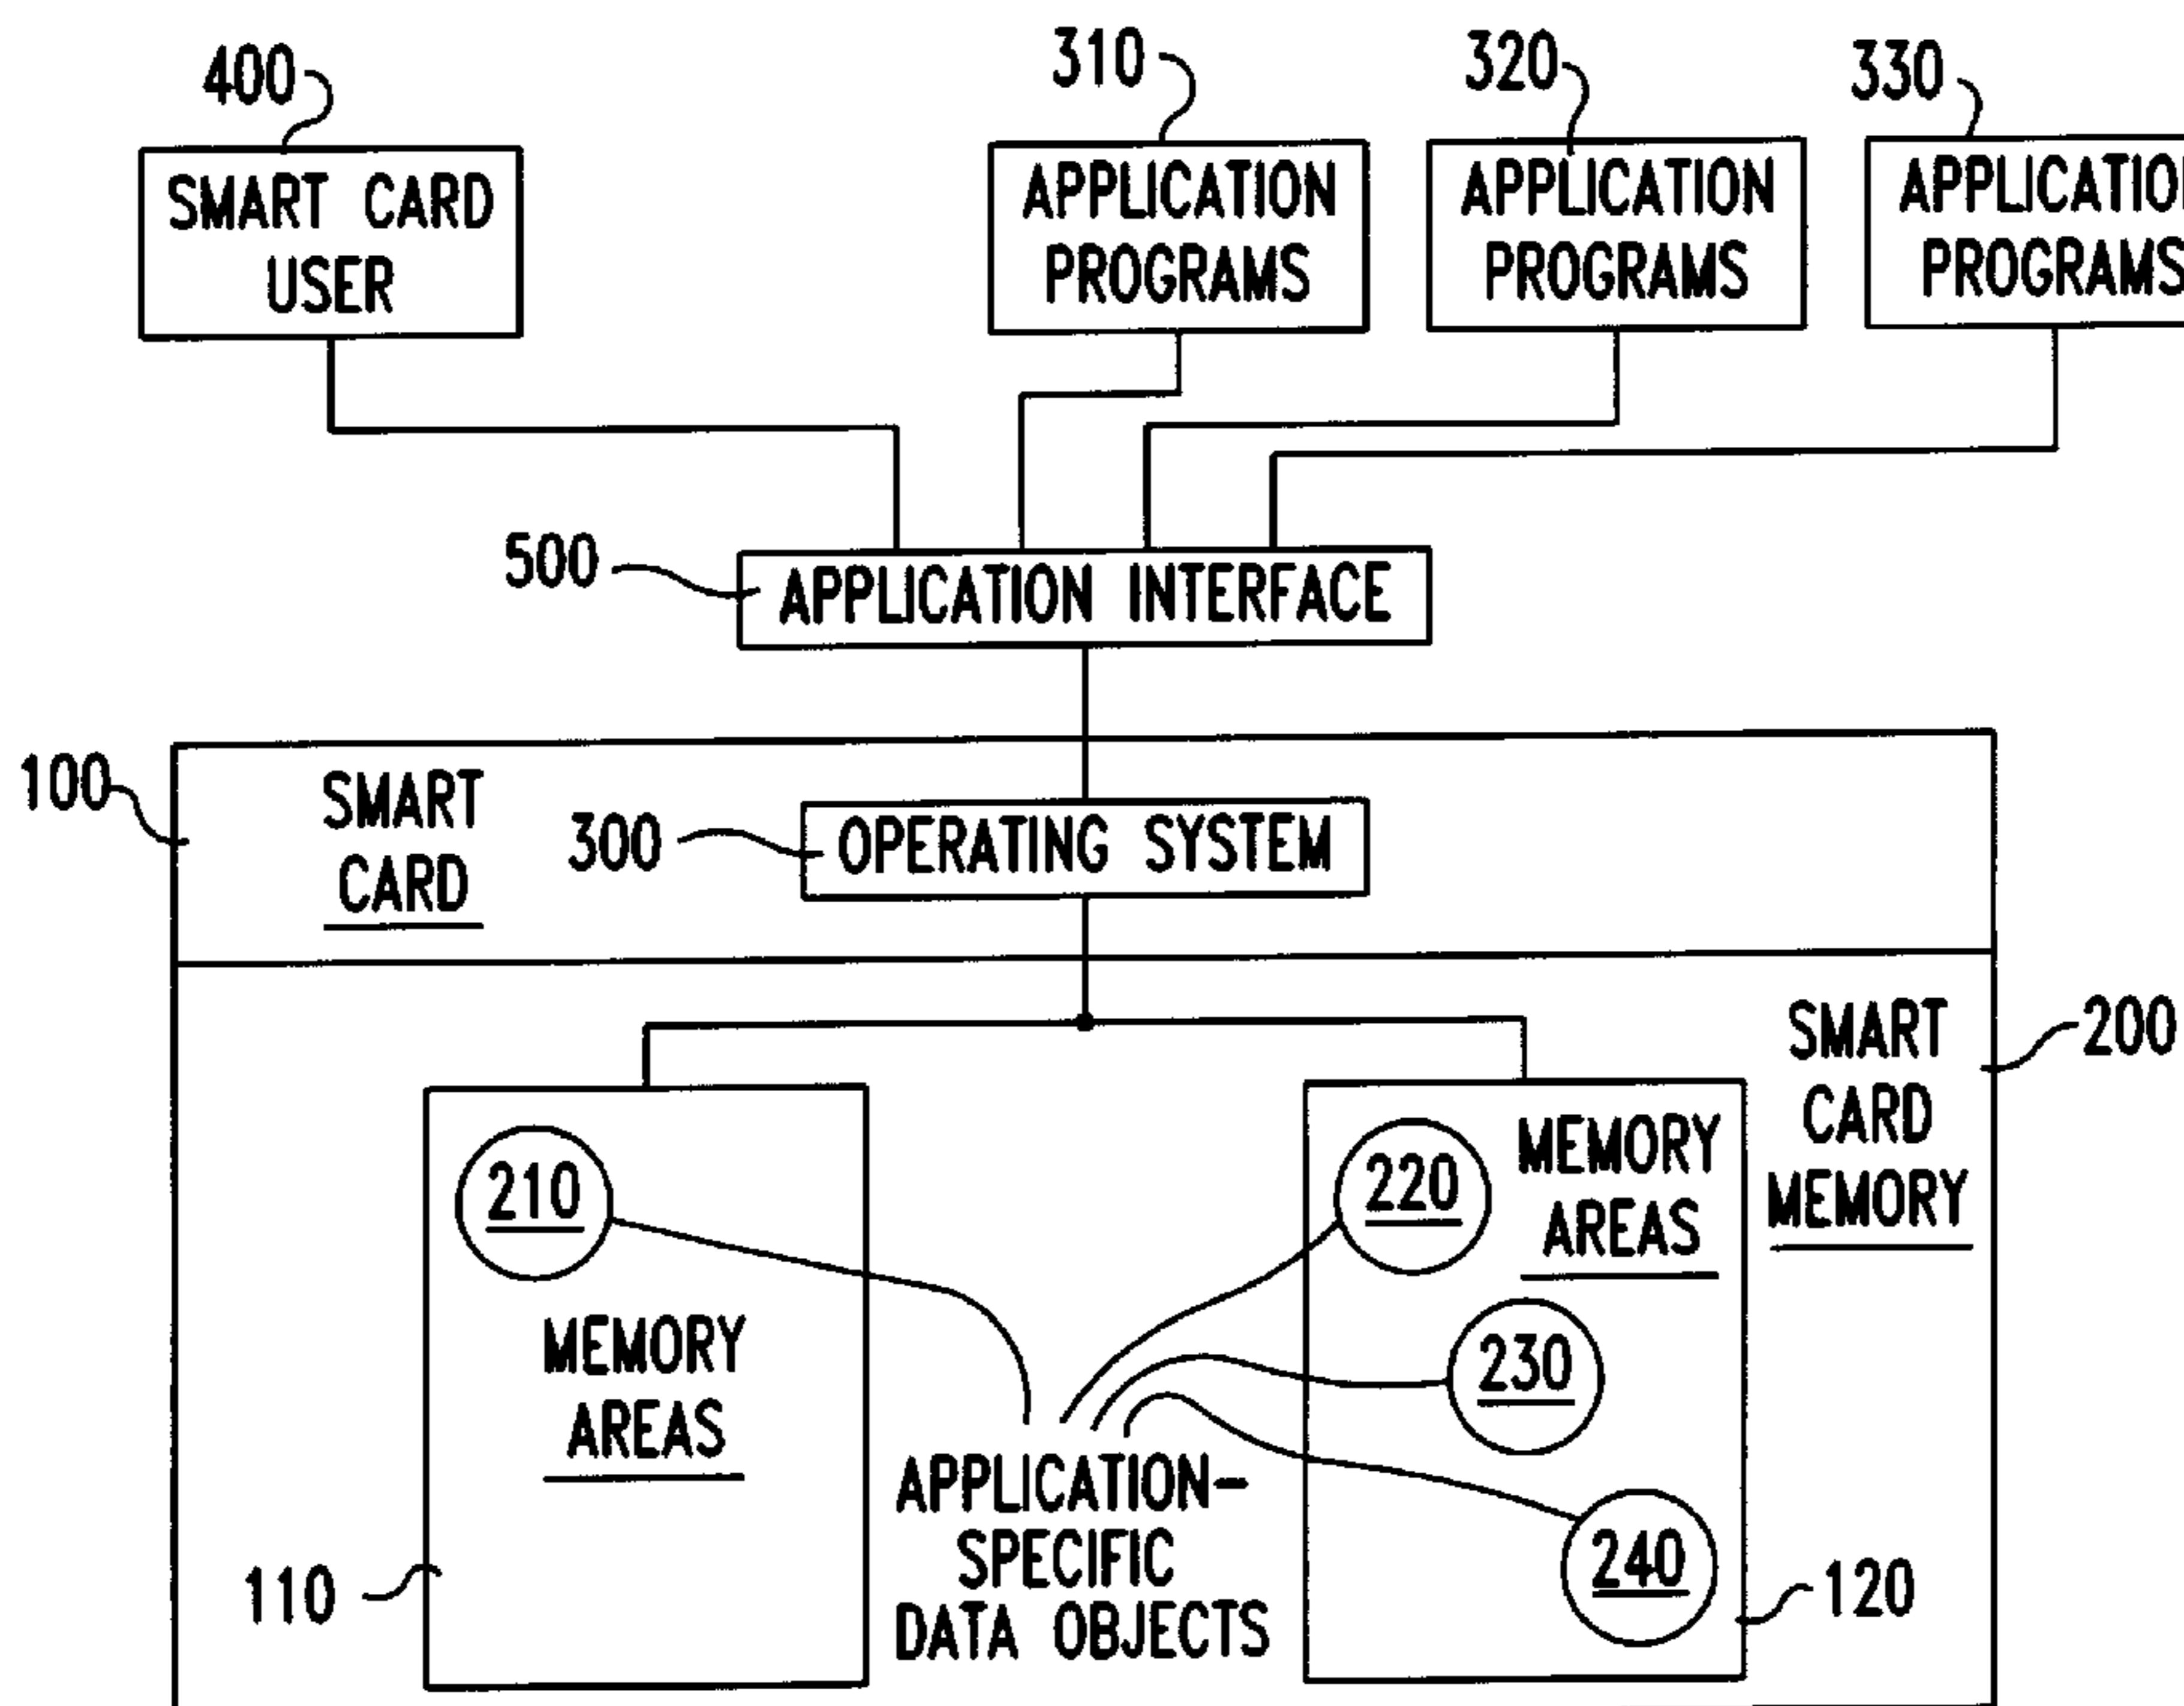 400
310
320
330
SMART CARD
USER
APPLICATION
PROGRAMS
APPLICATION
PROGRAMS
APPLICATIO
PROGRAMS
500
APPLICATION INTERFACE
100
SMART
CARD
300
OPERATING SYSTEM
SMART
CARD
MEMORY
200
210
MEMORY
AREAS
110
220
MEMORY
AREAS
230
240
120
APPLICATION-
SPECIFIC
DATA OBJECTS